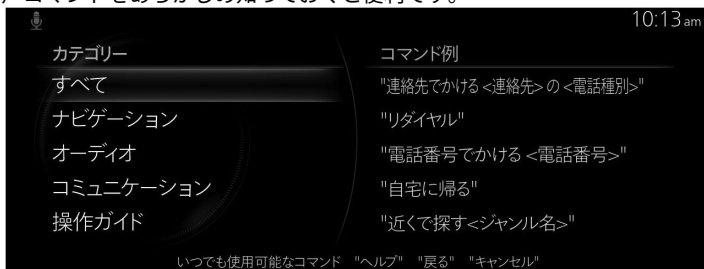 コマンドをあらかじめ知っておくと便利です。
10:13 am
カテゴリー
コマンド例
すべて
"連絡先でかける <連絡先> の <電話種別>"
ナビゲーション
"リダイヤル"
オーディオ
"電話番号でかける <電話番号>"
コミュニケーション
"自宅に帰る"
操作ガイド
"近くで探す<ジャンル名>"
いつでも使用可能なコマンド "ヘルプ" "戻る" "キャンセル"